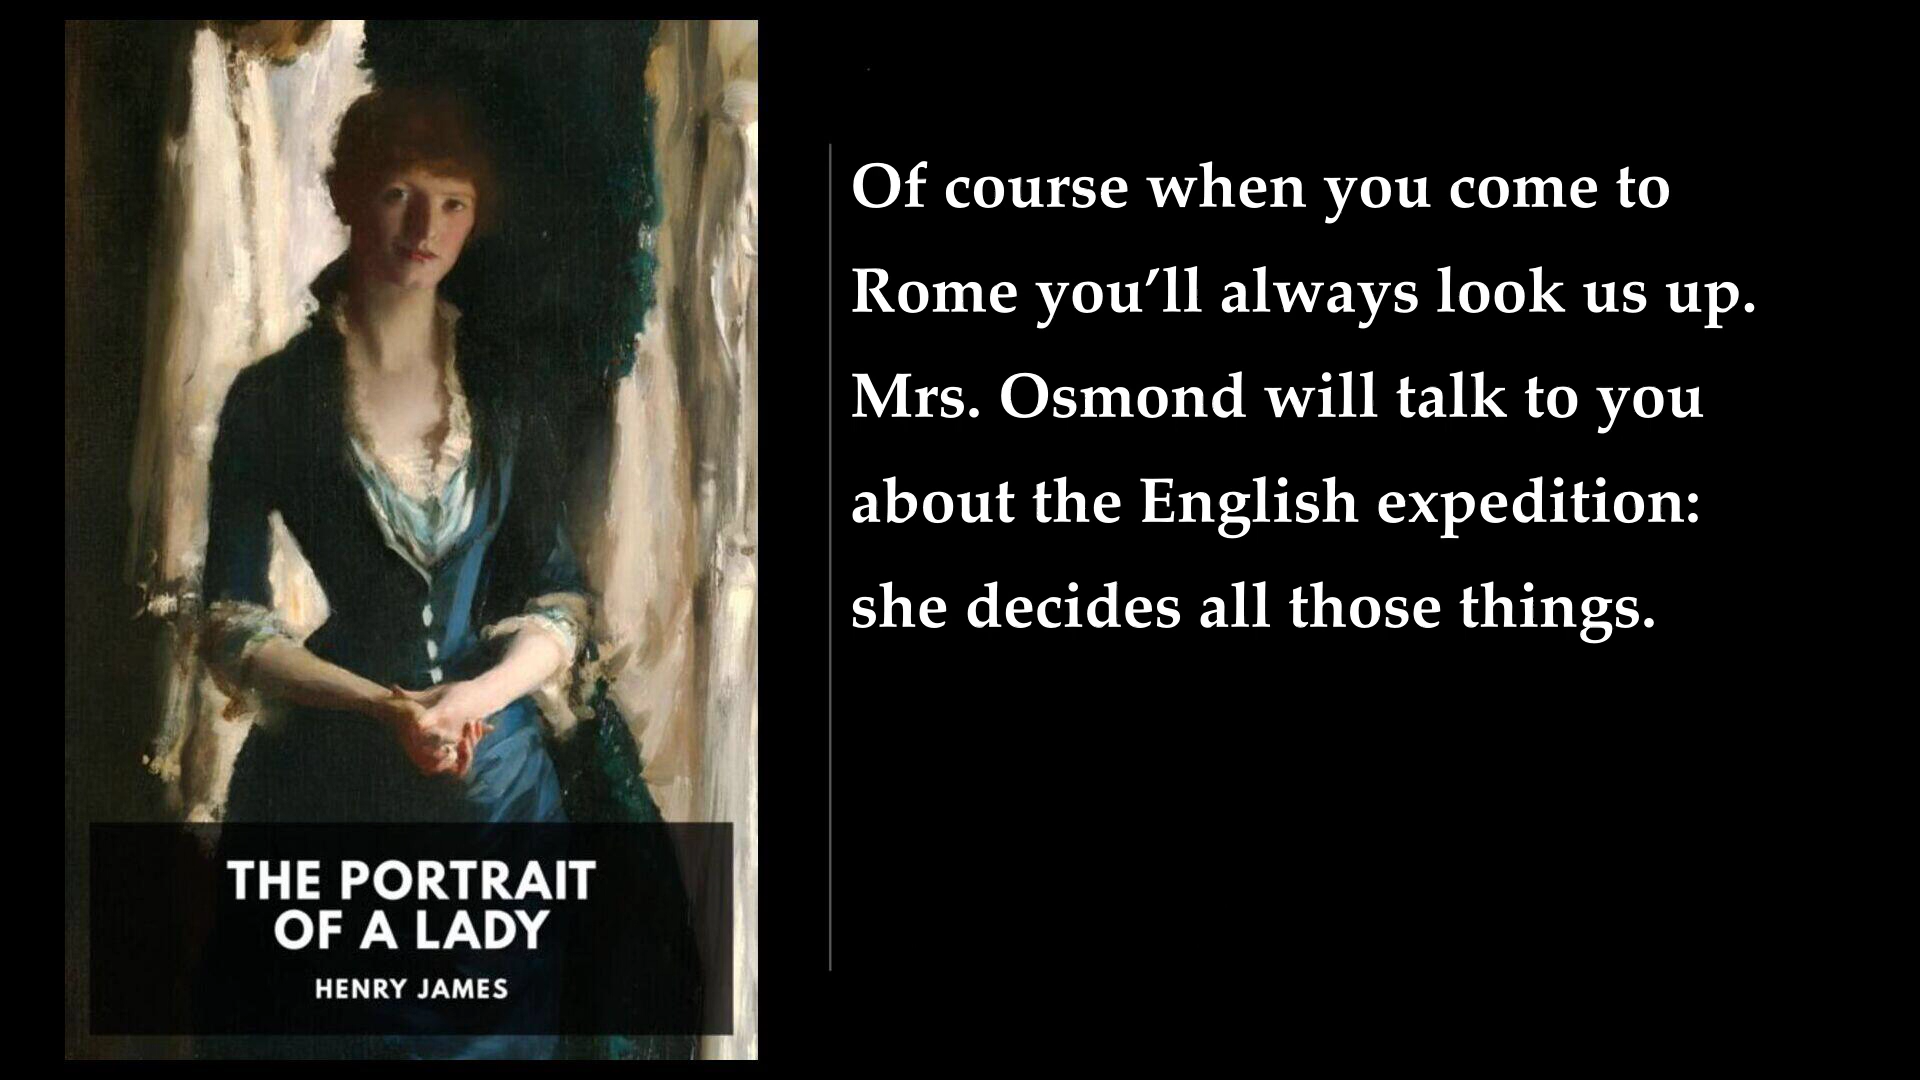 THE PORTRAIT
OF A LADY
HENRY JAMES
Of course when you come to
Rome you’ll always look us up.
Mrs. Osmond will talk to you
about the English expedition:
she decides all those things.